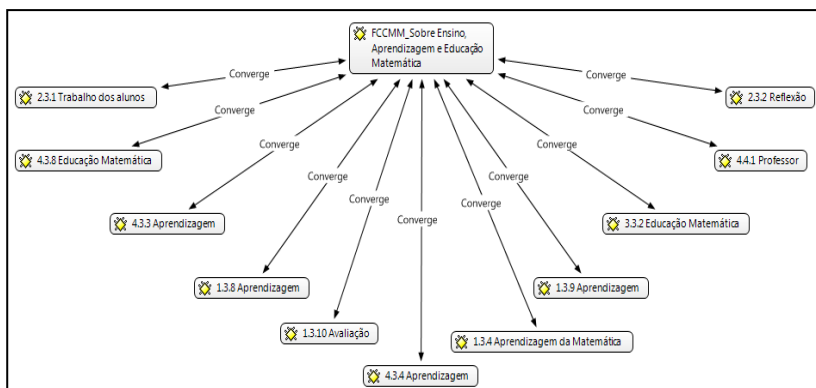 FCCMM_Sobre Ensino,
Aprendizagem e Educação
Matemática
Converge
Converge
2.3.1 Trabalho dos alunos
2.3.2 Reflexão
Converge
Converge
4.3.8 Educação Matemática
4.4.1 Professor
Converge
Converge
4.3.3 Aprendizagem
3.3.2 Educação Matemática
Converge
Converge
Converge
Converge
Converge
1.3.8 Aprendizagem
1.3.9 Aprendizagem
1.3.10 Avaliação
1.3.4 Aprendizagem da Matemática
4.3.4 Aprendizagem